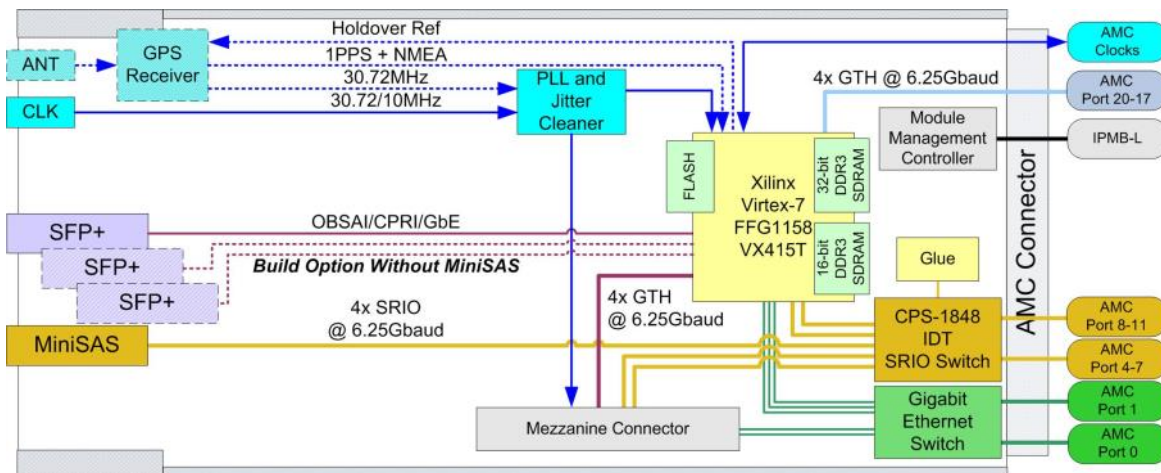 Holdover Ref
1PPS + NMEA
30.72MHz
30.72/10MHz
ANT
GPS
Receiver
CLK
PLL and
Jitter
Cleaner
4x GTH @ 6.25Gbaud
AMC
Clocks
AMC
Port 20-17
Module
Management
Controller
IPMB-L
FLASH
Xilinx
Virtex-7
FFG1158
VX415T
32-bit
DDR3
SDRAM
16-bit
DDR3
SDRAM
AMC Connector
SFP+
SFP+
SFP+
OBSAI/CPRI/GbE
Build Option Without MiniSAS
4x SRIO
@ 6.25Gbaud
4x GTH
@ 6.25Gbaud
MiniSAS
Glue
CPS-1848
IDT
SRIO Switch
AMC
Port 8-11
AMC
Port 4-7
Mezzanine Connector
Gigabit
Ethernet
Switch
AMC
Port 1
AMC
Port 0